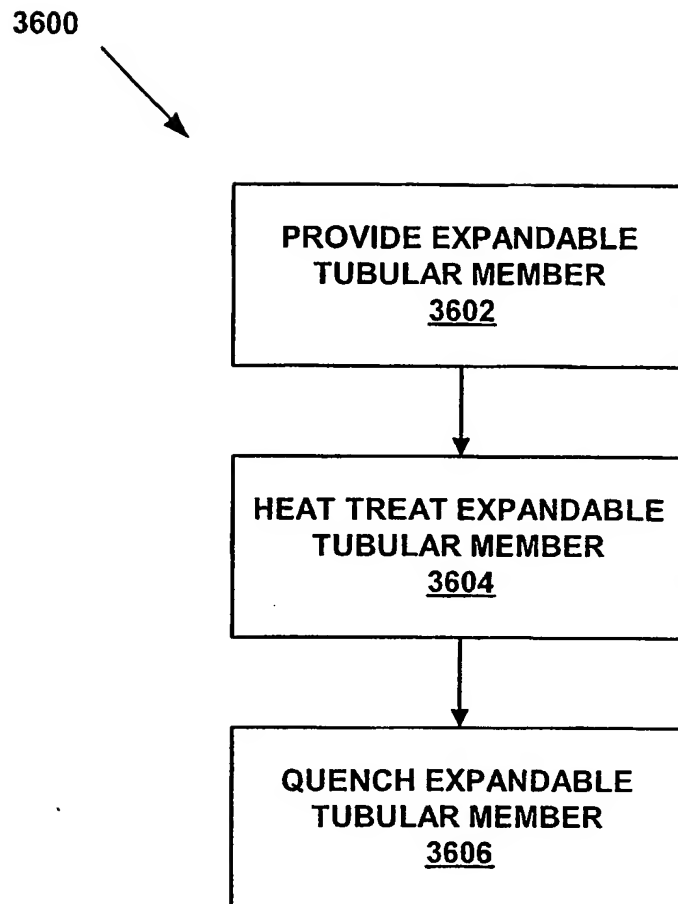 3600
PROVIDE EXPANDABLE
TUBULAR MEMBER
3602
HEAT TREAT EXPANDABLE
TUBULAR MEMBER
3604
QUENCH EXPANDABLE
TUBULAR MEMBER
3606